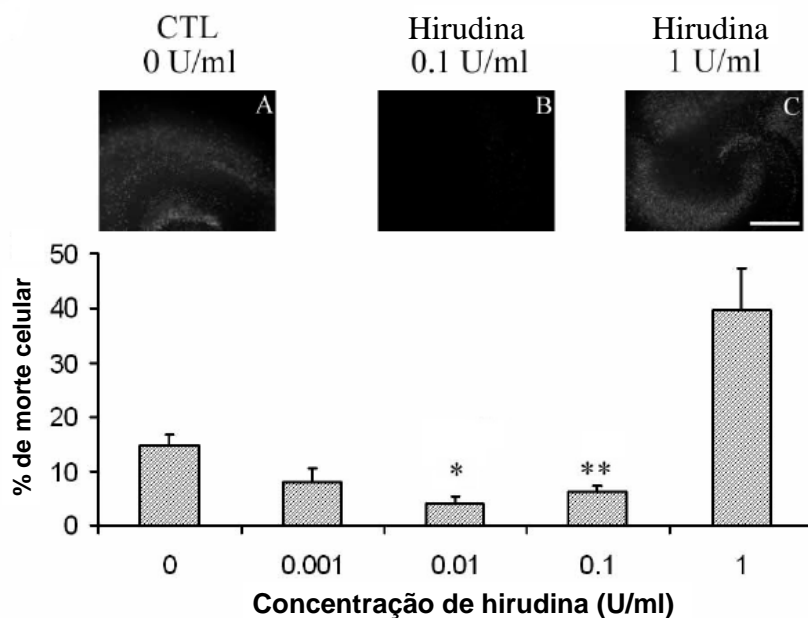 CTL Hirudina Hirudina
0 U/ml 0.1 U/ml 1 U/ml
A B C
50
40
30
20
10
0
% de morte celular
* **
0 0.001 0.01 0.1 1
Concentração de hirudina (U/ml)